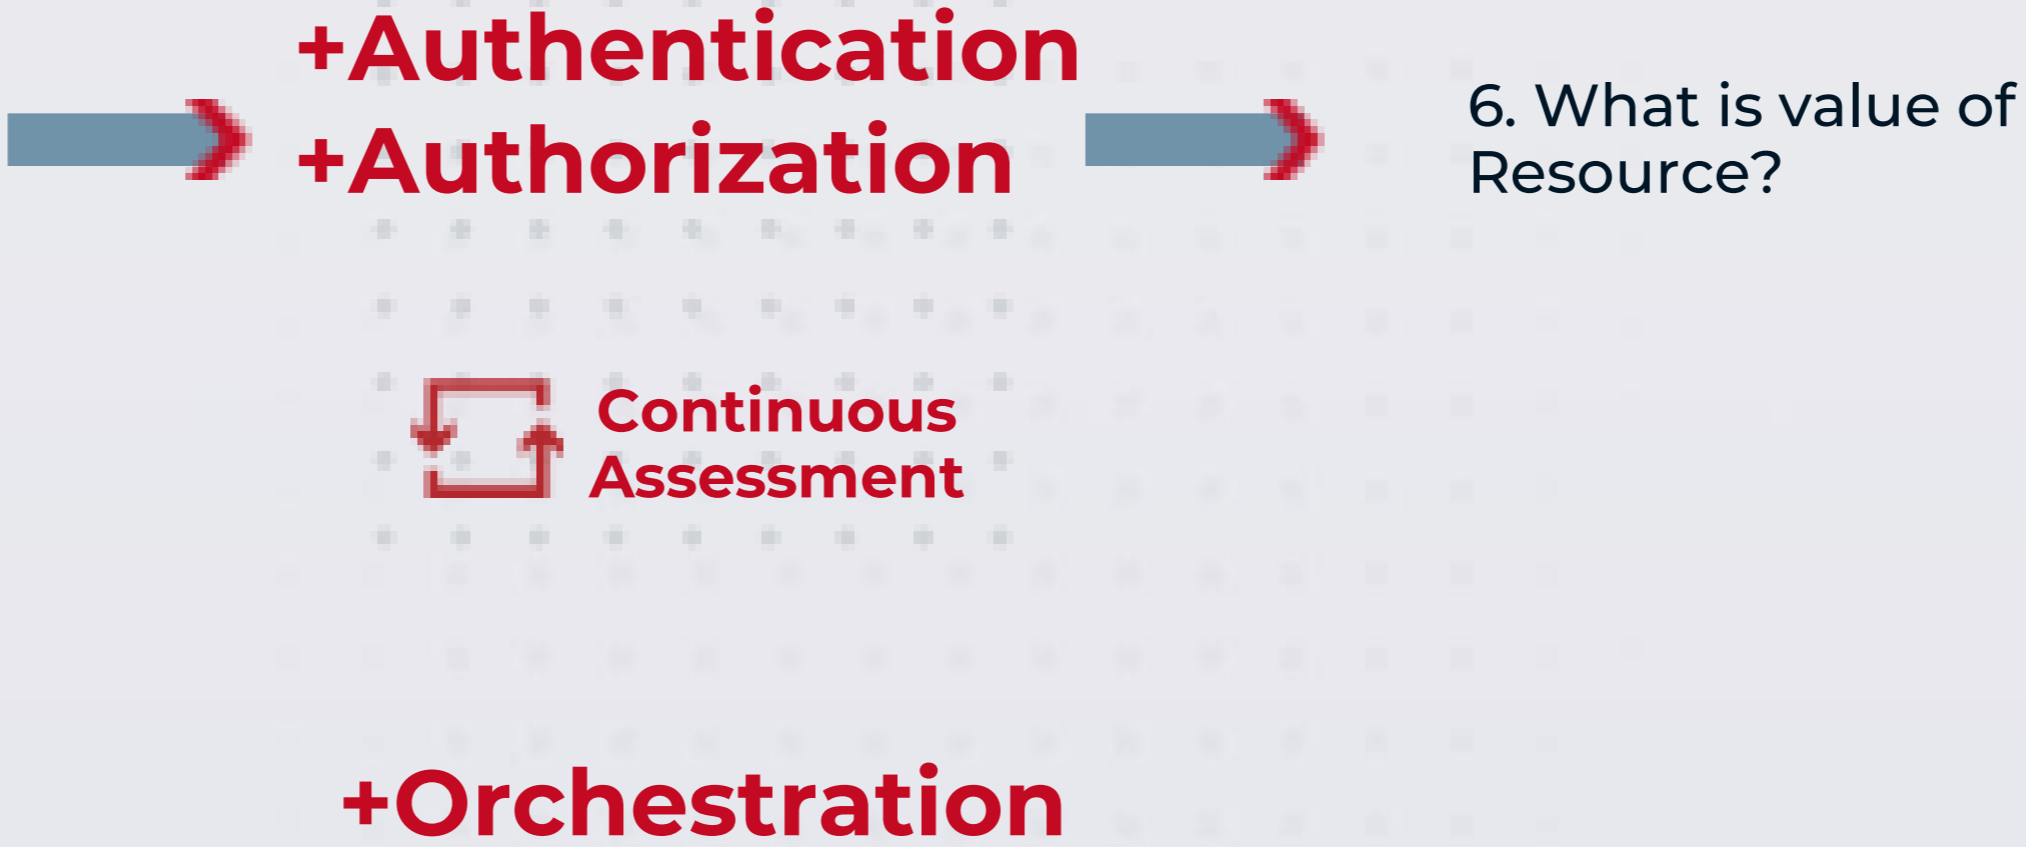 +Authentication
+Authorization
6. What is value of
Resource?
Continuous
Assessment
+Orchestration